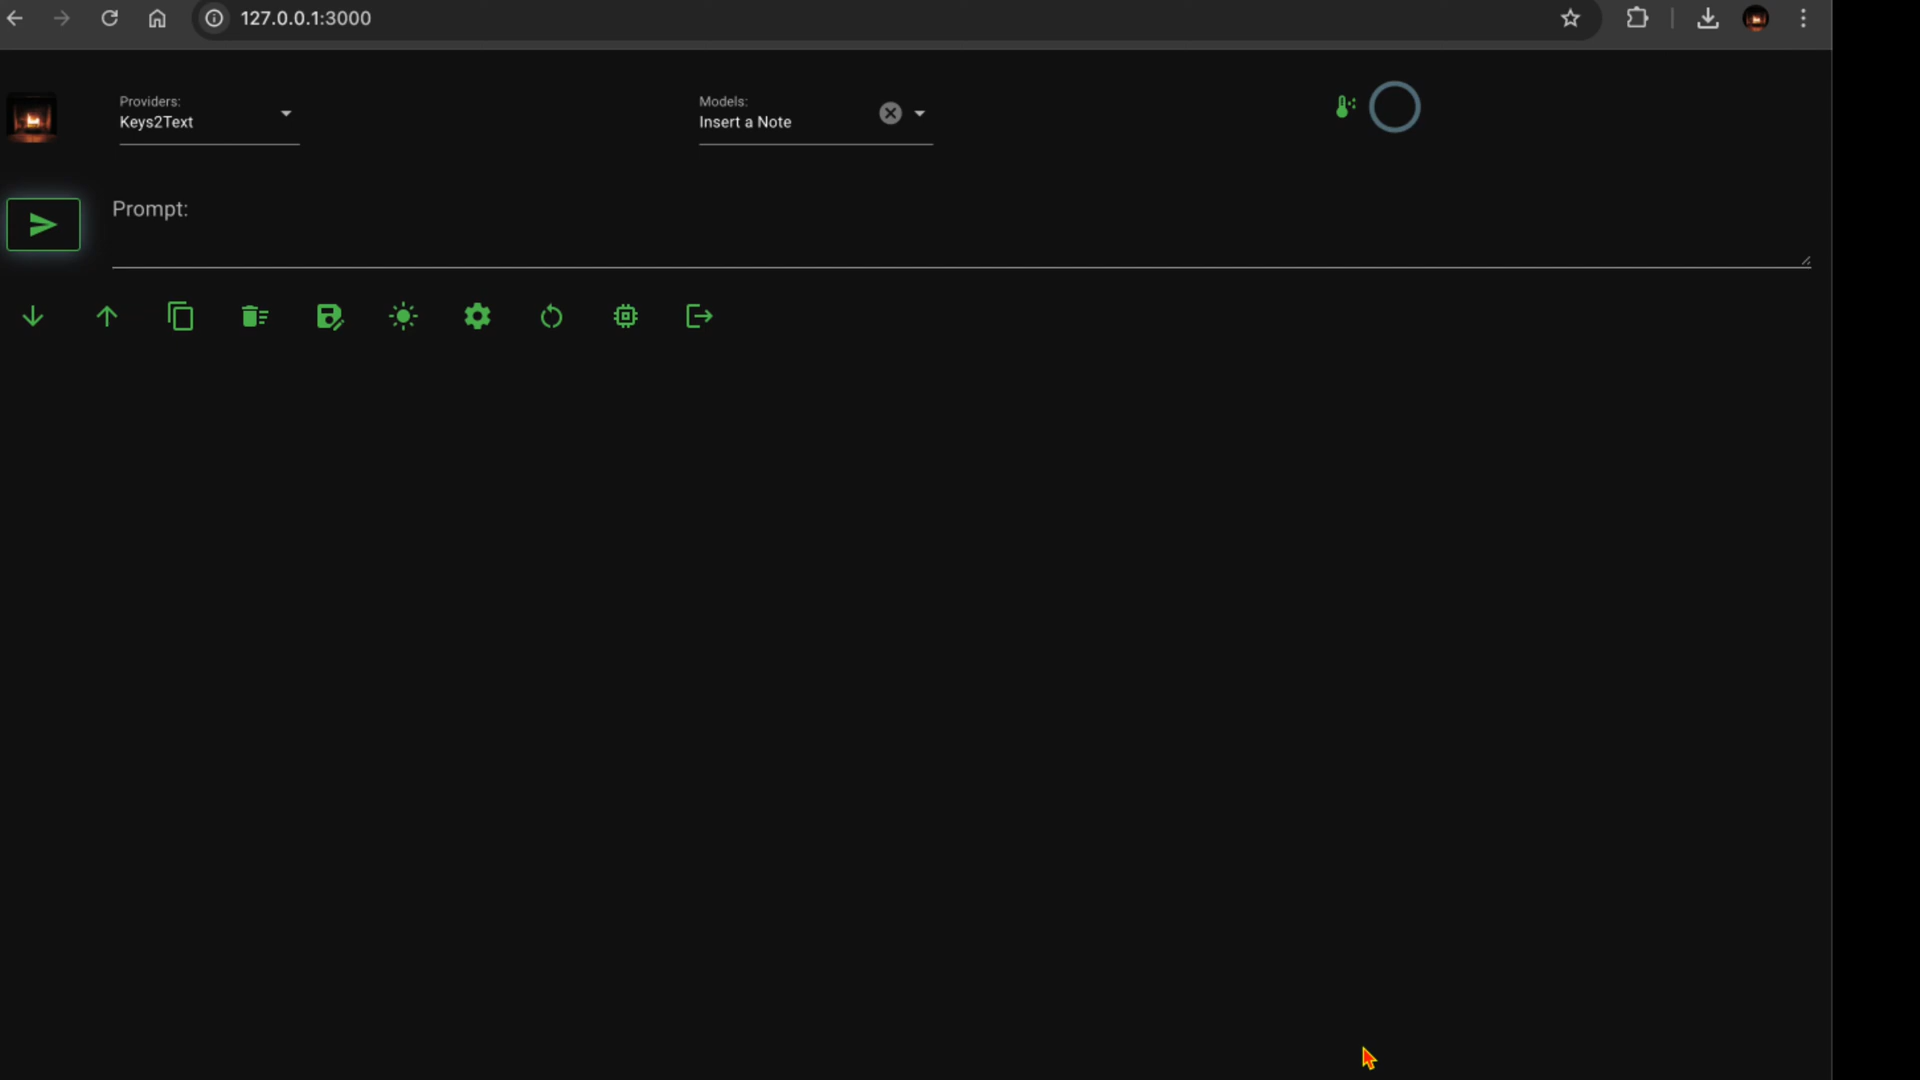 127.0.0.1:3000
Providers:
Keys2Text
Models:
Insert a Note
Prompt: